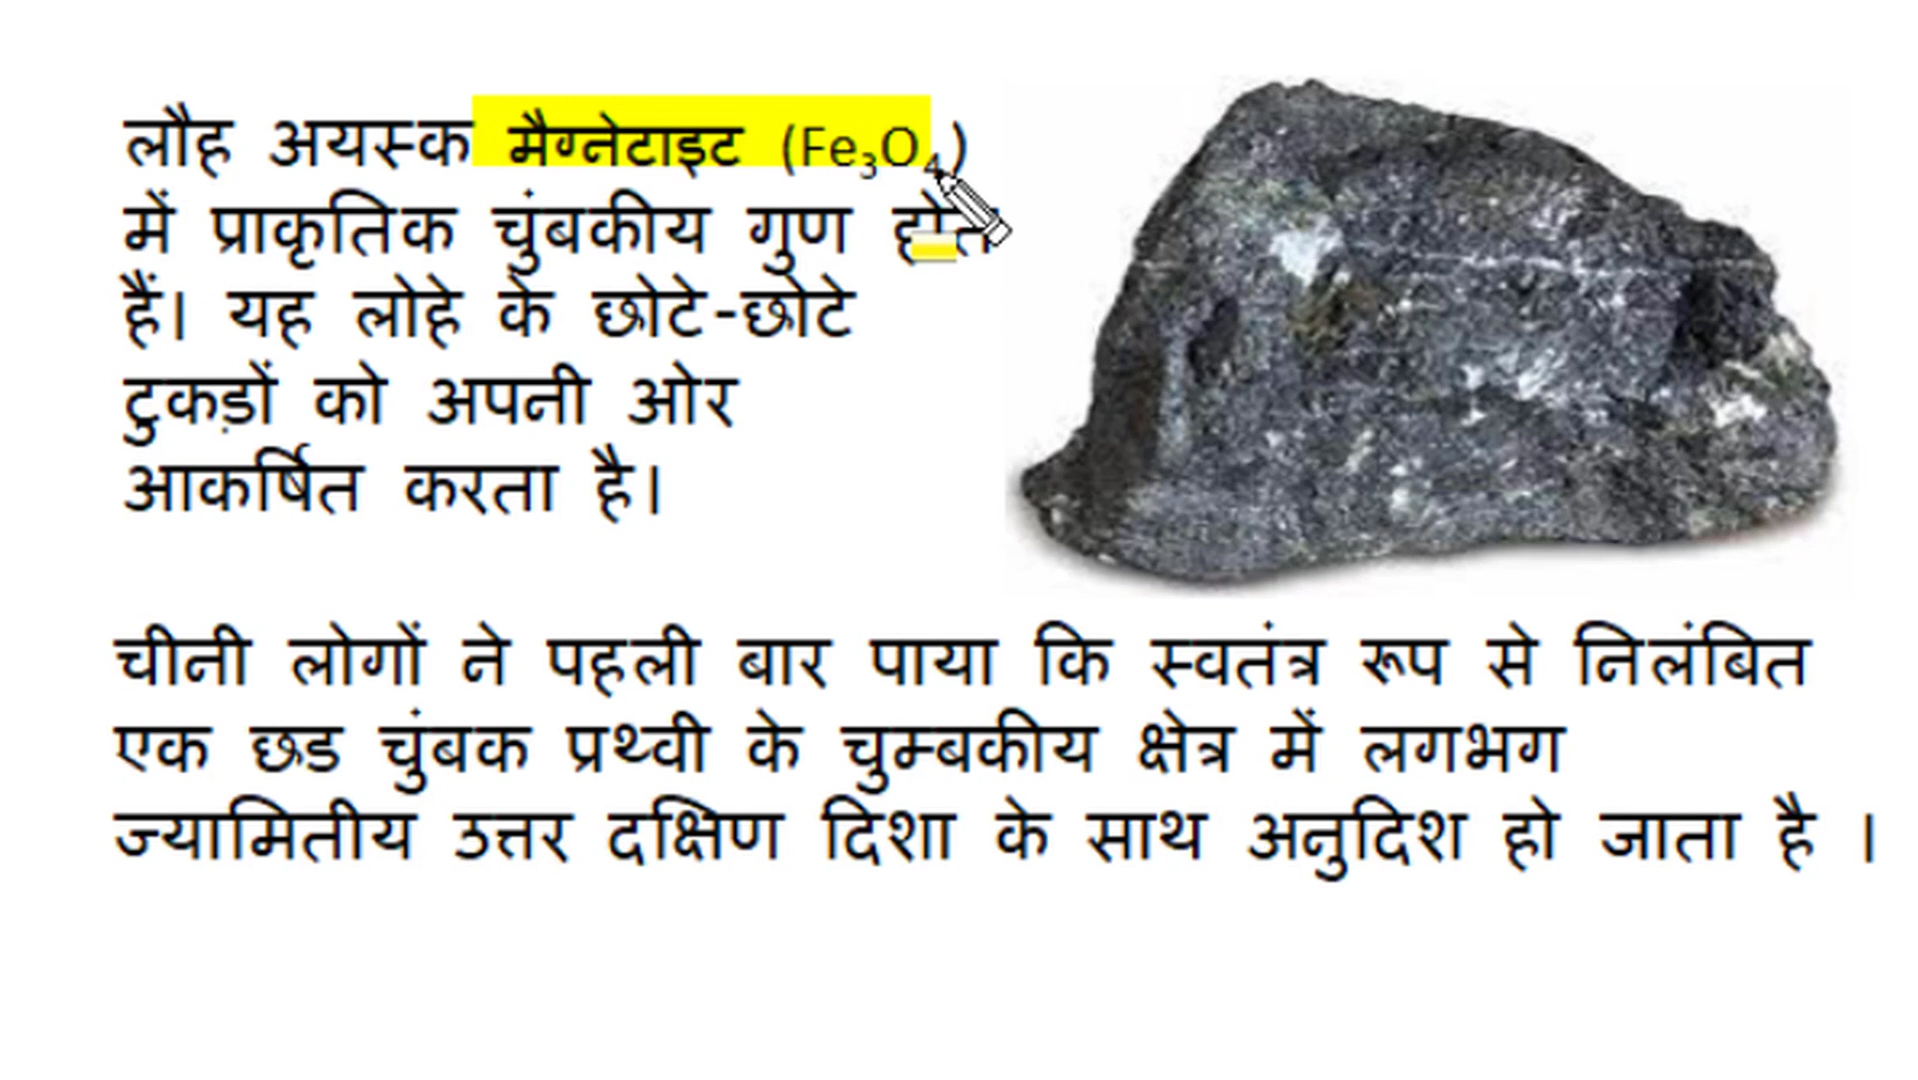 लौह अयस्क मैग्नेटाइट (Fe₃O₄)
में प्राकृतिक चुंबकीय गुण
हैं। यह लोहे के छोटे-छोटे
टुकड़ों को अपनी ओर
आकर्षित करता है।
चीनी लोगों ने पहली बार पाया कि स्वतंत्र रूप से निलंबित
एक छड चुंबक प्रथ्वी के चुम्बकीय क्षेत्र में लगभग
ज्यामितीय उत्तर दक्षिण दिशा के साथ अनुदिश हो जाता है ।